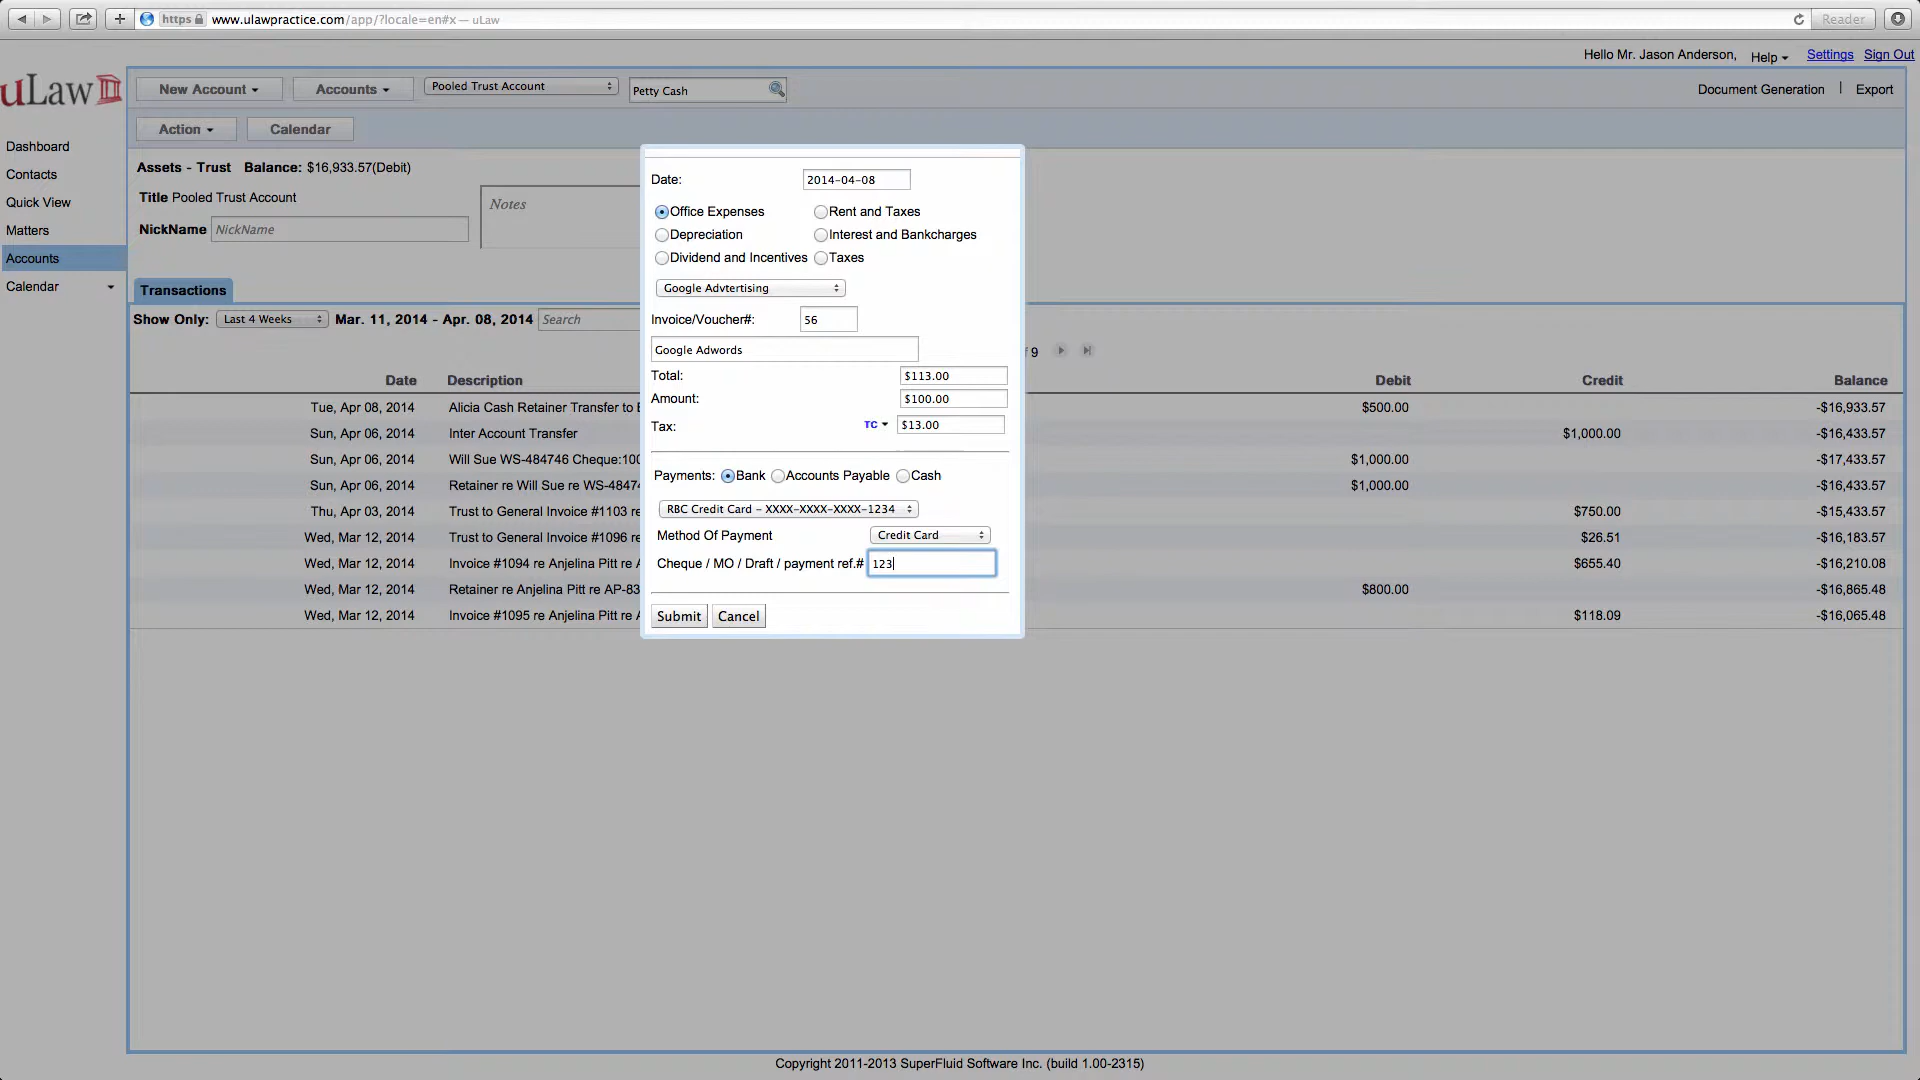 https www.ulawpractice.com/app/?locale=en#x — uLaw Reader
Hello Mr. Jason Anderson, Help Settings Sign Out
uLaw
New Account Accounts Pooled Trust Account Petty Cash Document Generation | Export
Action Calendar
Dashboard
Contacts
Quick View
Matters
Accounts
Calendar
Assets - Trust Balance: $16,933.57(Debit)
Title Pooled Trust Account
NickName NickName
Notes
Transactions
Show Only: Last 4 Weeks Mar. 11, 2014 - Apr. 08, 2014 Search
9
Date Description Debit Credit Balance
Tue, Apr 08, 2014 Alicia Cash Retainer Transfer to $500.00 -$16,933.57
Sun, Apr 06, 2014 Inter Account Transfer $1,000.00 -$16,433.57
Sun, Apr 06, 2014 Will Sue WS-484746 Cheque:100 $1,000.00 -$17,433.57
Sun, Apr 06, 2014 Retainer re Will Sue re WS-4847 $1,000.00 -$16,433.57
Thu, Apr 03, 2014 Trust to General Invoice #1103 re $750.00 -$15,433.57
Wed, Mar 12, 2014 Trust to General Invoice #1096 re $26.51 -$16,183.57
Wed, Mar 12, 2014 Invoice #1094 re Anjelina Pitt re $655.40 -$16,210.08
Wed, Mar 12, 2014 Retainer re Anjelina Pitt re AP-83 $800.00 -$16,865.48
Wed, Mar 12, 2014 Invoice #1095 re Anjelina Pitt re $118.09 -$16,065.48
Date: 2014-04-08
Office Expenses Rent and Taxes
Depreciation Interest and Bankcharges
Dividend and Incentives Taxes
Google Advtertising
Invoice/Voucher#: 56
Google Adwords
Total: $113.00
Amount: $100.00
Tax: TC $13.00
Payments: Bank Accounts Payable Cash
RBC Credit Card - XXXX-XXXX-XXXX-1234
Method Of Payment Credit Card
Cheque / MO / Draft / payment ref.# 123
Submit Cancel
Copyright 2011-2013 SuperFluid Software Inc. (build 1.00-2315)